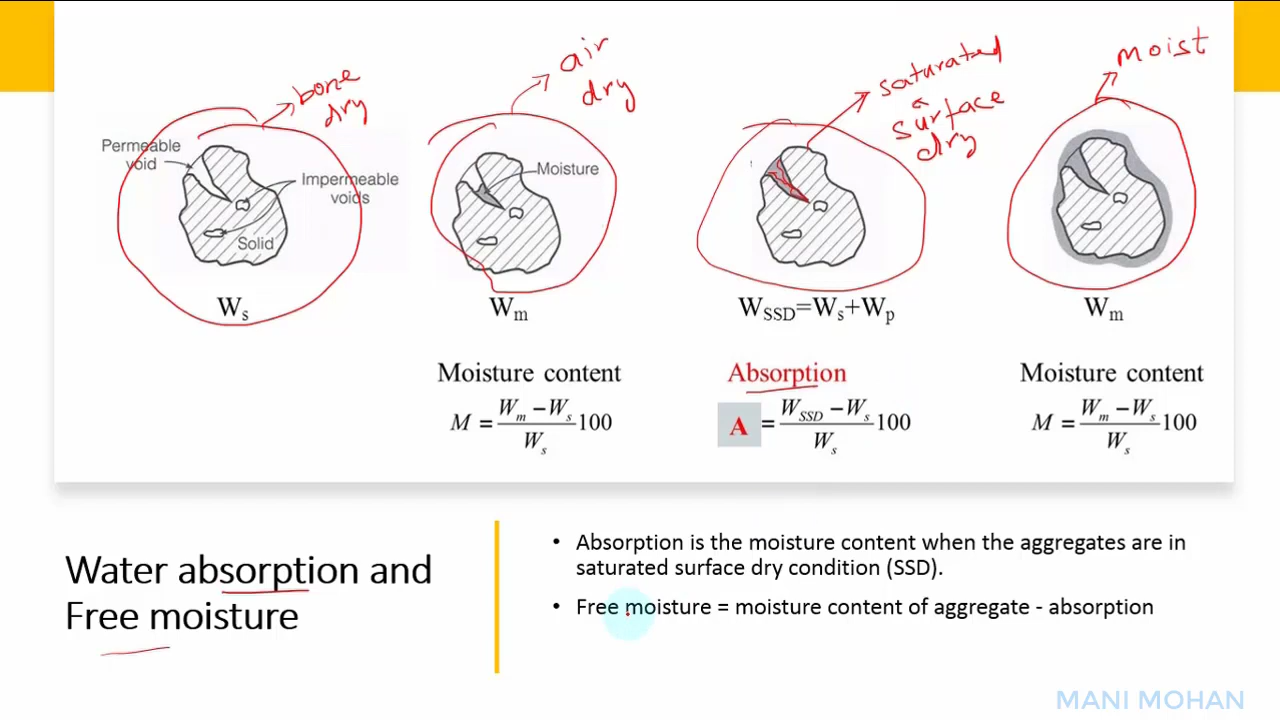 bone
dry
air
dry
saturated
&
surface
dry
moist
Permeable
void
Impermeable
voids
Solid
Moisture
Wₛ
Wₘ
W_SSD=Wₛ+Wₚ
Wₘ
Moisture content
M = (Wₘ − Wₛ)/Wₛ 100
Absorption
A = (W_SSD − Wₛ)/Wₛ 100
Moisture content
M = (Wₘ − Wₛ)/Wₛ 100
Water absorption and
Free moisture
• Absorption is the moisture content when the aggregates are in
saturated surface dry condition (SSD).
• Free moisture = moisture content of aggregate - absorption
MANI MOHAN